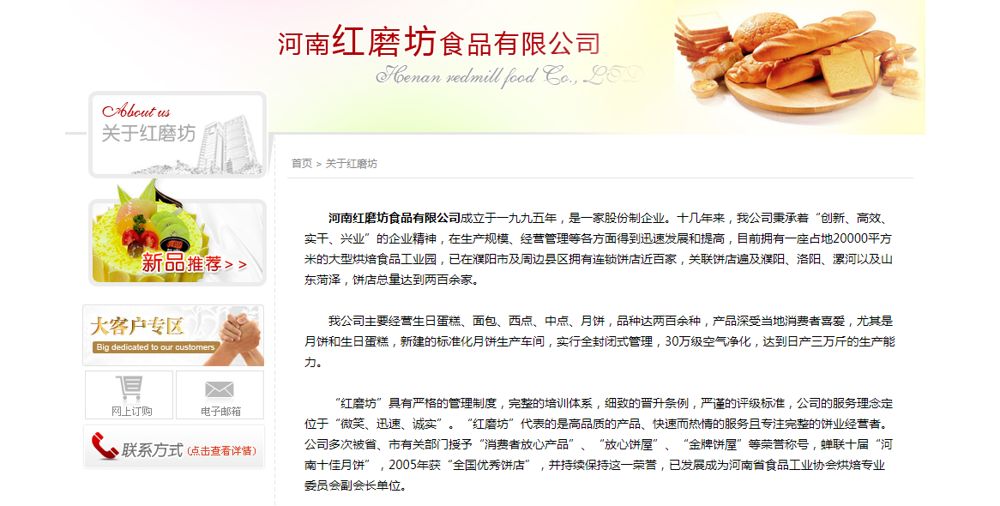 河南红磨坊食品有限公司
Henan redmill food Co., LTD
About us
关于红磨坊
首页 > 关于红磨坊
新品推荐> >
大客户专区
Big dedicated to our customers
网上订购
电子邮箱
联系方式(点击查看详情)
河南红磨坊食品有限公司成立于一九九五年，是一家股份制企业。十几年来，我公司秉承着“创新、高效、
实干、兴业”的企业精神，在生产规模、经营管理等各方面得到迅速发展和提高，目前拥有一座占地20000平方
米的大型烘焙食品工业园，已在濮阳市及周边县区拥有连锁饼店近百家，关联饼店遍及濮阳、洛阳、漯河以及山
东菏泽，饼店总量达到两百余家。
我公司主要经营生日蛋糕、面包、西点、中点、月饼，品种达两百余种，产品深受当地消费者喜爱，尤其是
月饼和生日蛋糕，新建的标准化月饼生产车间，实行全封闭式管理，30万级空气净化，达到日产三万斤的生产能
力。
“红磨坊”具有严格的管理制度，完整的培训体系，细致的晋升条例，严谨的评级标准，公司的服务理念定
位于“微笑、迅速、诚实”。“红磨坊”代表的是高品质的产品、快速而热情的服务且专注完整的饼业经营者。
公司多次被省、市有关部门授予“消费者放心产品”、“放心饼屋”、“金牌饼屋”等荣誉称号，蝉联十届“河
南十佳月饼”，2005年获“全国优秀饼店”，并持续保持这一荣誉，已发展成为河南省食品工业协会烘焙专业
委员会副会长单位。